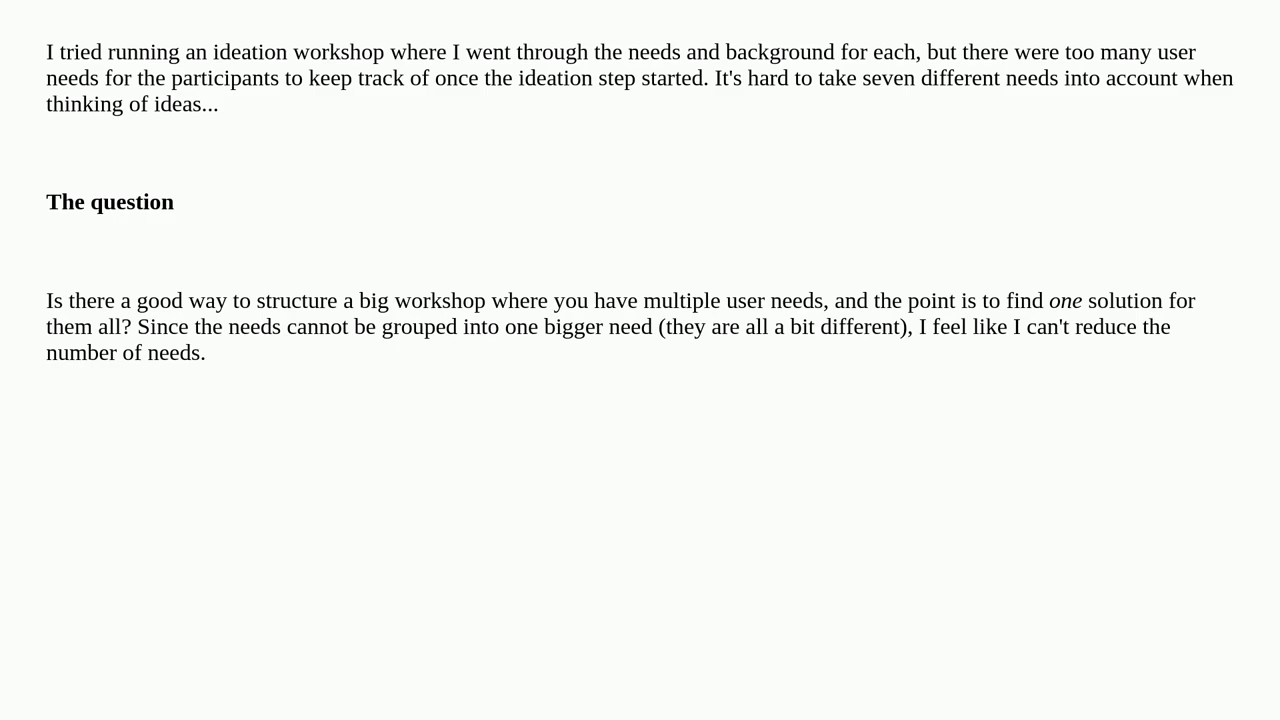 I tried running an ideation workshop where I went through the needs and background for each, but there were too many user
needs for the participants to keep track of once the ideation step started. It's hard to take seven different needs into account when
thinking of ideas...
The question
Is there a good way to structure a big workshop where you have multiple user needs, and the point is to find one solution for
them all? Since the needs cannot be grouped into one bigger need (they are all a bit different), I feel like I can't reduce the
number of needs.